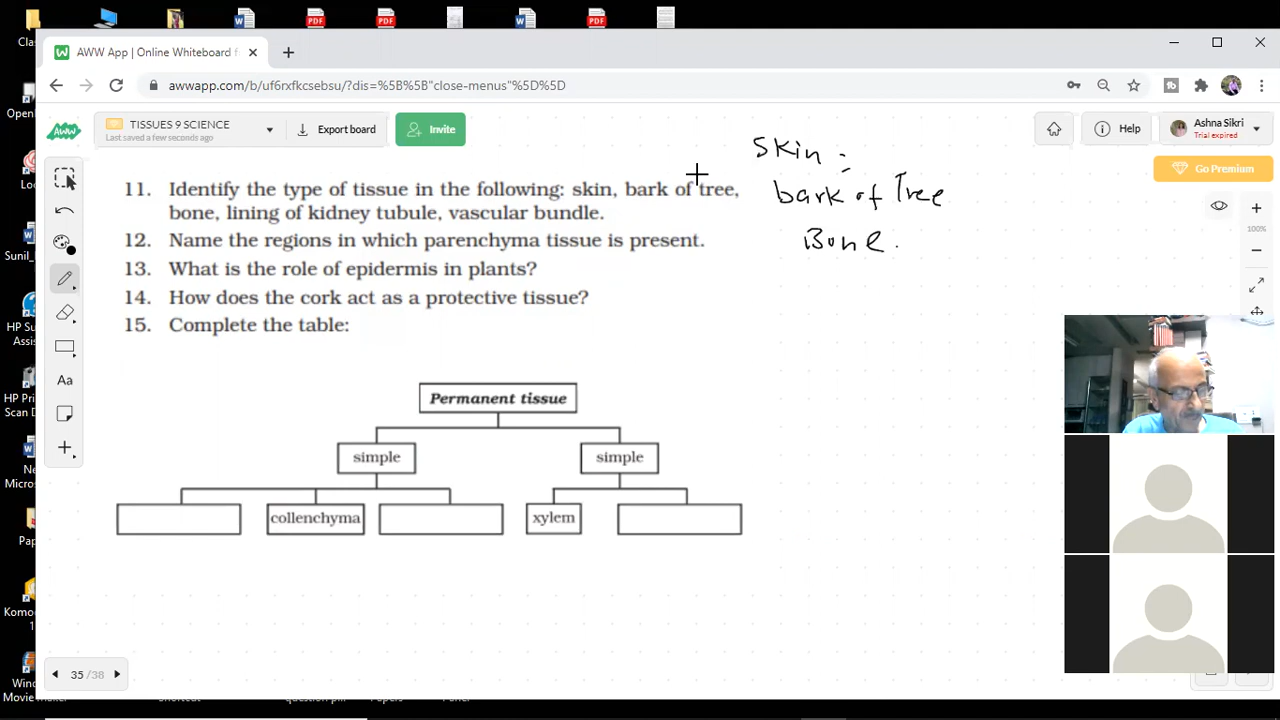 AWW App | Online Whiteboard f
awwapp.com/b/uf6rxfkcsebsu/?dis=%5B%5B"close-menus"%5D%5D
AWW
TISSUES 9 SCIENCE
Last saved a few seconds ago
Export board
Invite
Help
Ashna Sikri
Trial expired
Go Premium
100%
Skin :
bark of Tree
Bone.
11. Identify the type of tissue in the following: skin, bark of tree,
bone, lining of kidney tubule, vascular bundle.
12. Name the regions in which parenchyma tissue is present.
13. What is the role of epidermis in plants?
14. How does the cork act as a protective tissue?
15. Complete the table:
Permanent tissue
simple simple
collenchyma xylem
Aa
35 /38